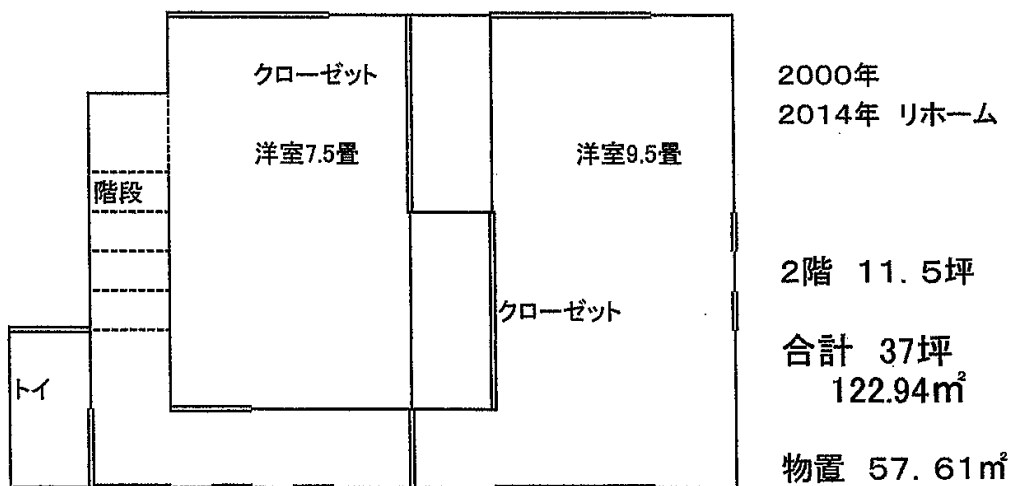 クローゼット
2000年
2014年 リホーム
洋室7.5畳
洋室9.5畳
階段
2階 11.5坪
クローゼット
合計 37坪
122.94㎡
トイ
物置 57.61㎡